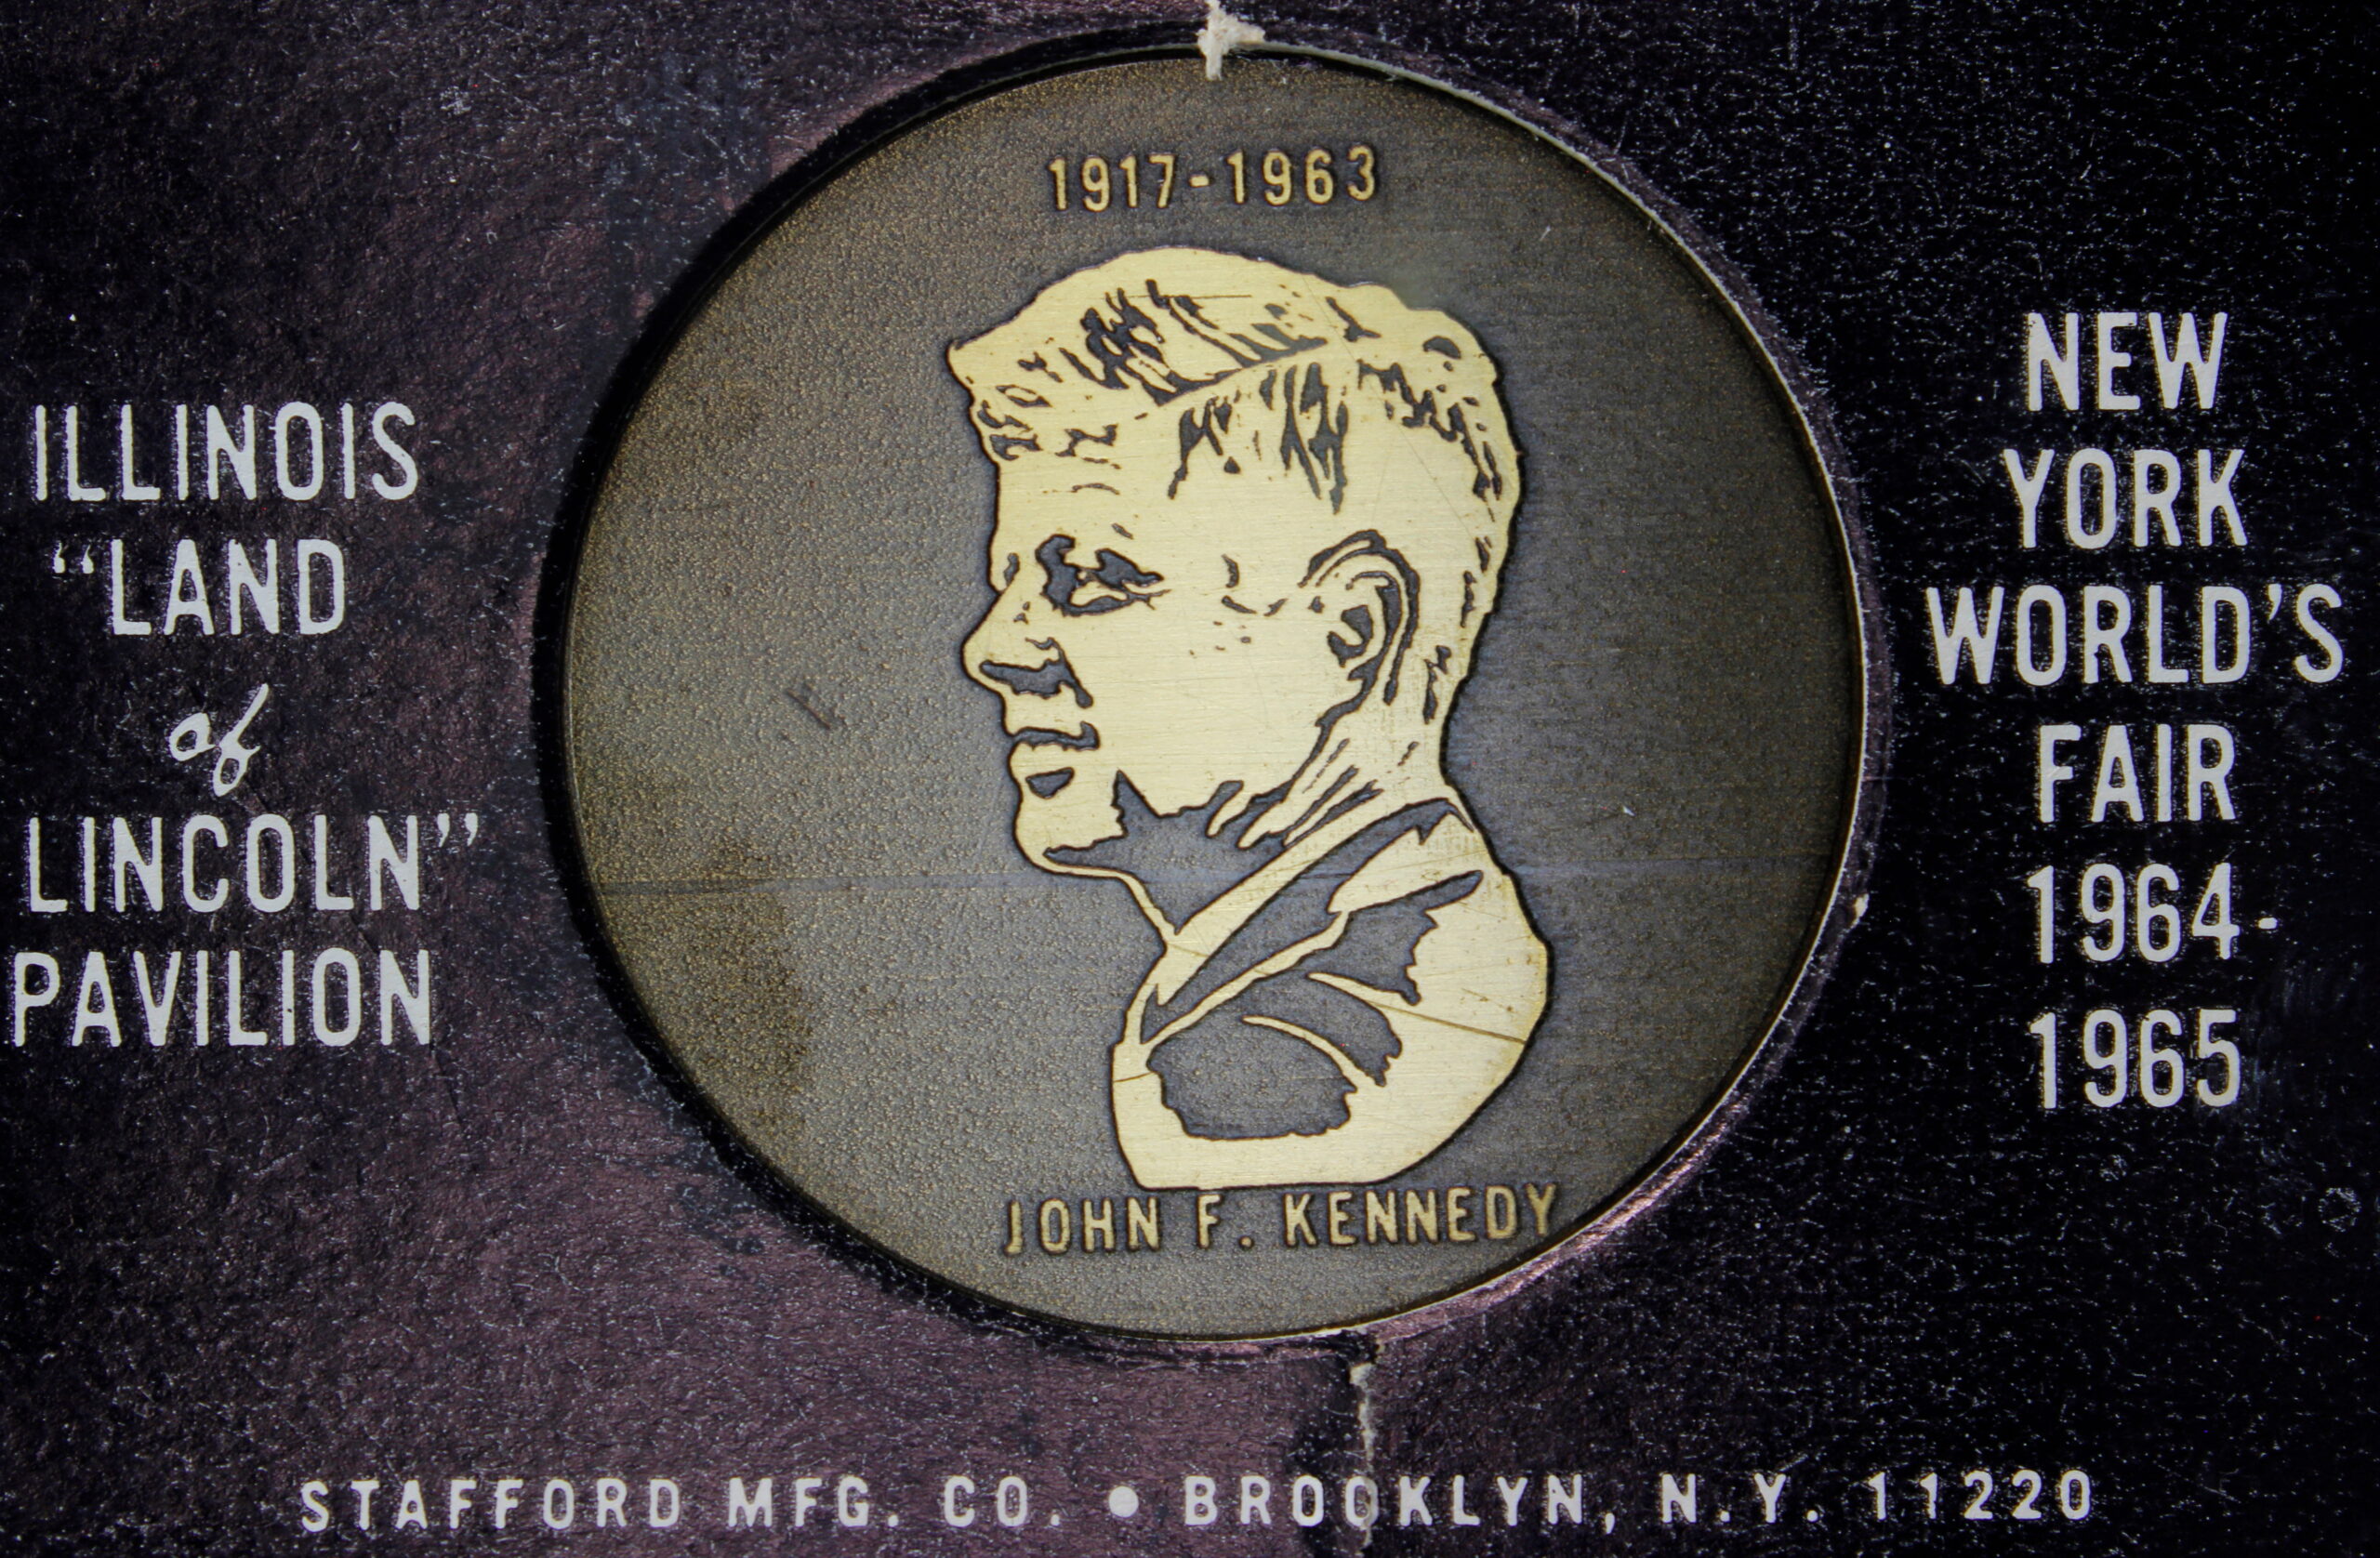 1917-1963
JOHN F. KENNEDY
ILLINOIS
“LAND
of
LINCOLN”
PAVILION
NEW
YORK
WORLD’S
FAIR
1964-
1965
STAFFORD MFG. CO. • BROOKLYN, N.Y. 11220